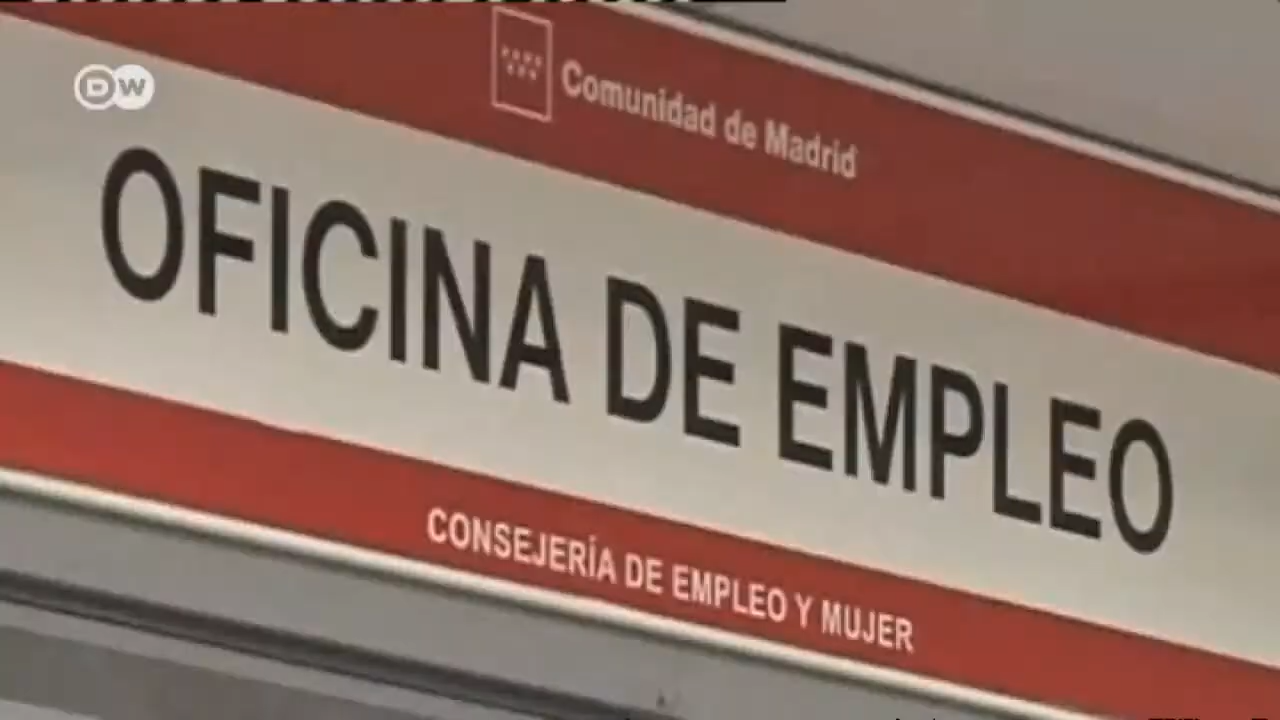 DW
Comunidad de Madrid
OFICINA DE EMPLEO
CONSEJERÍA DE EMPLEO Y MUJER